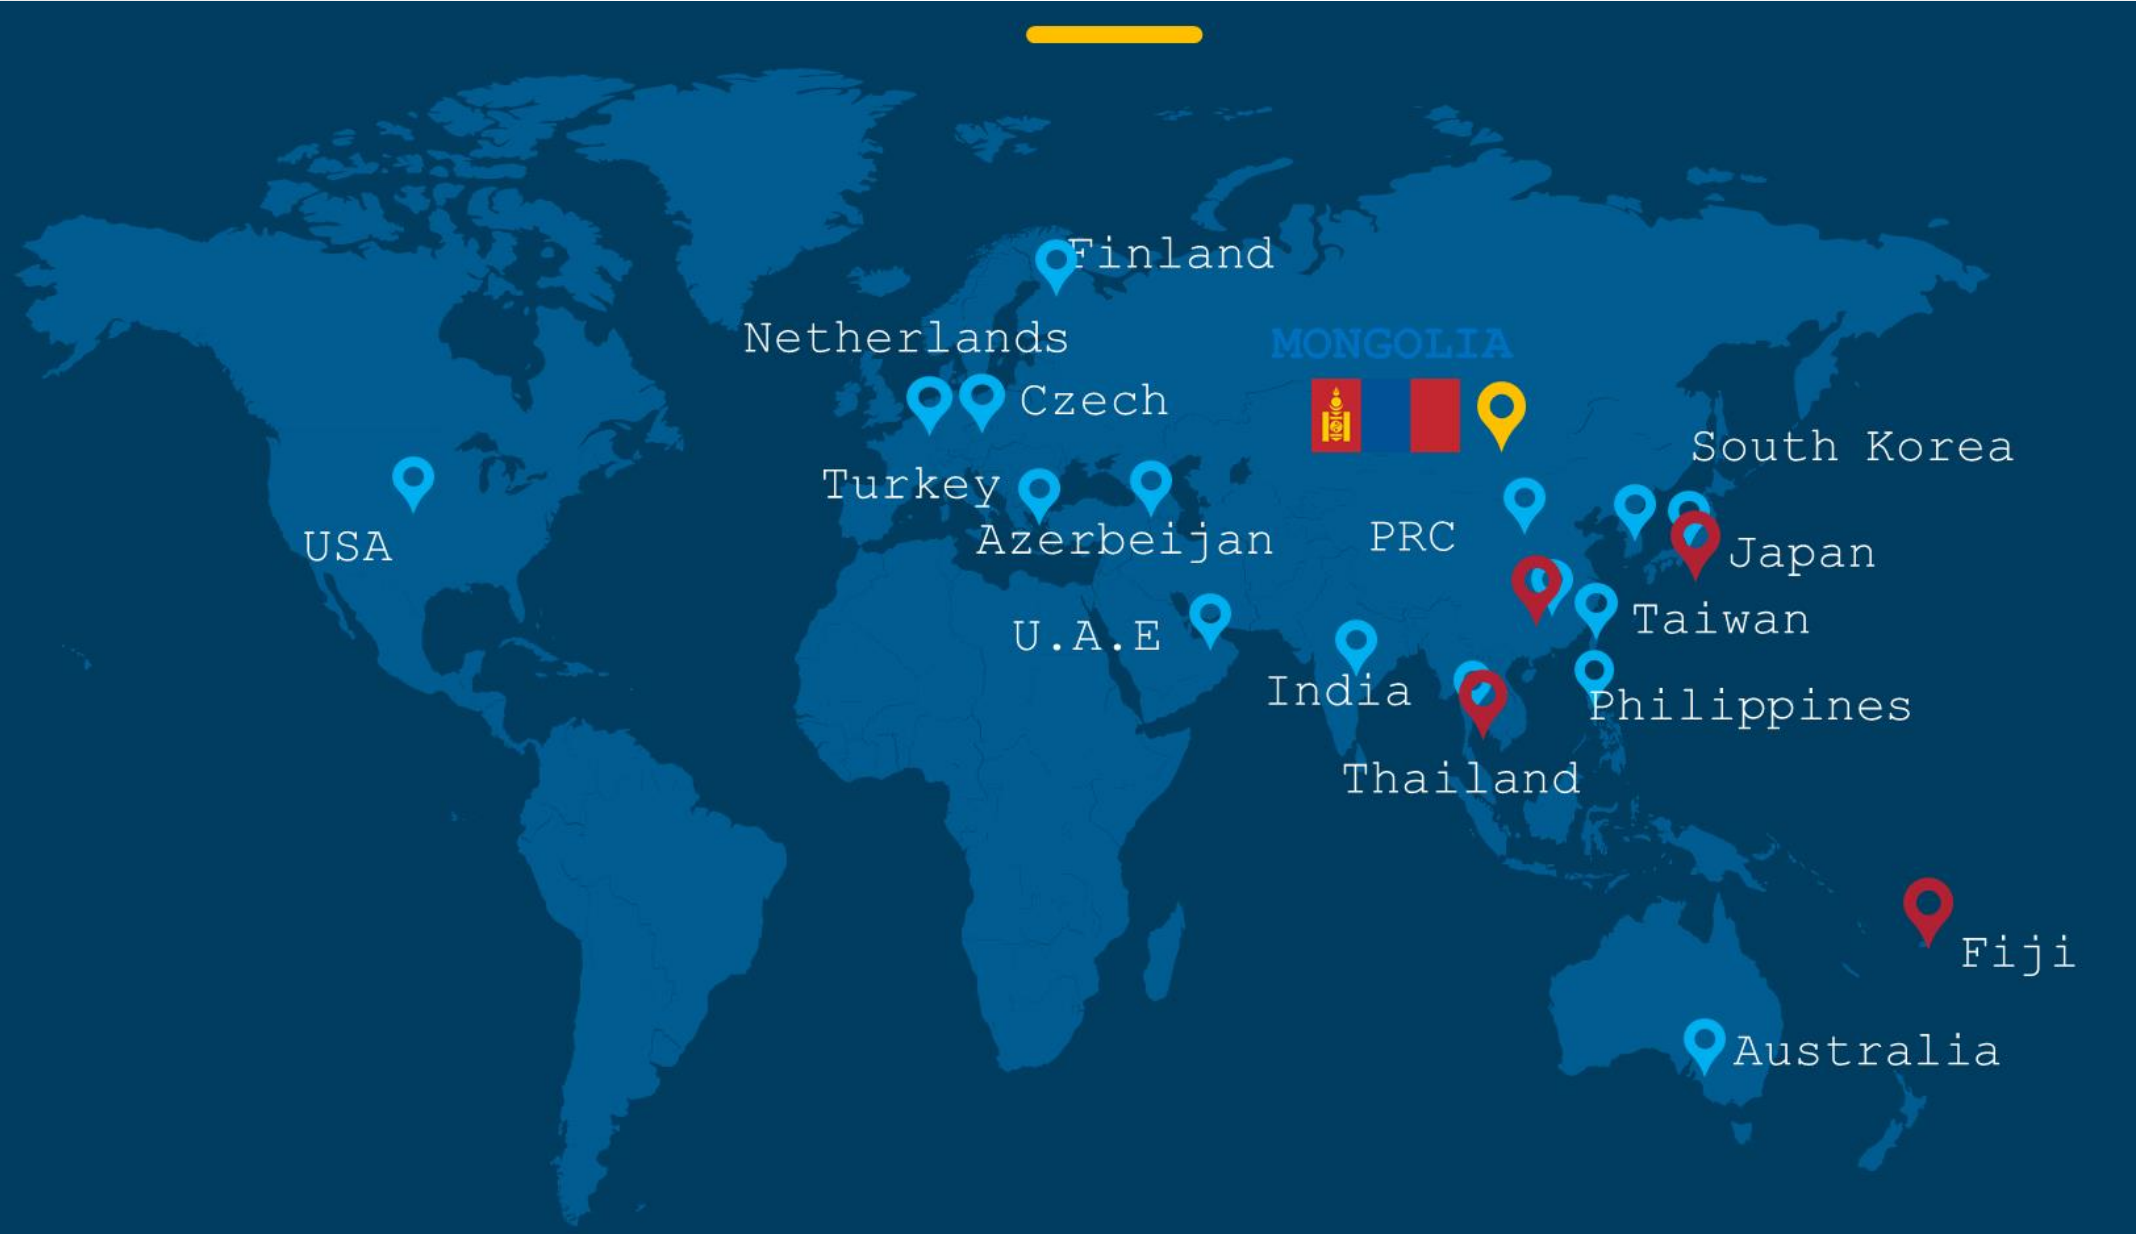 Finland
Netherlands
MONGOLIA
Czech
South Korea
Turkey
Azerbeijan
PRC
USA
Japan
Taiwan
U.A.E
India
Philippines
Thailand
Fiji
Australia